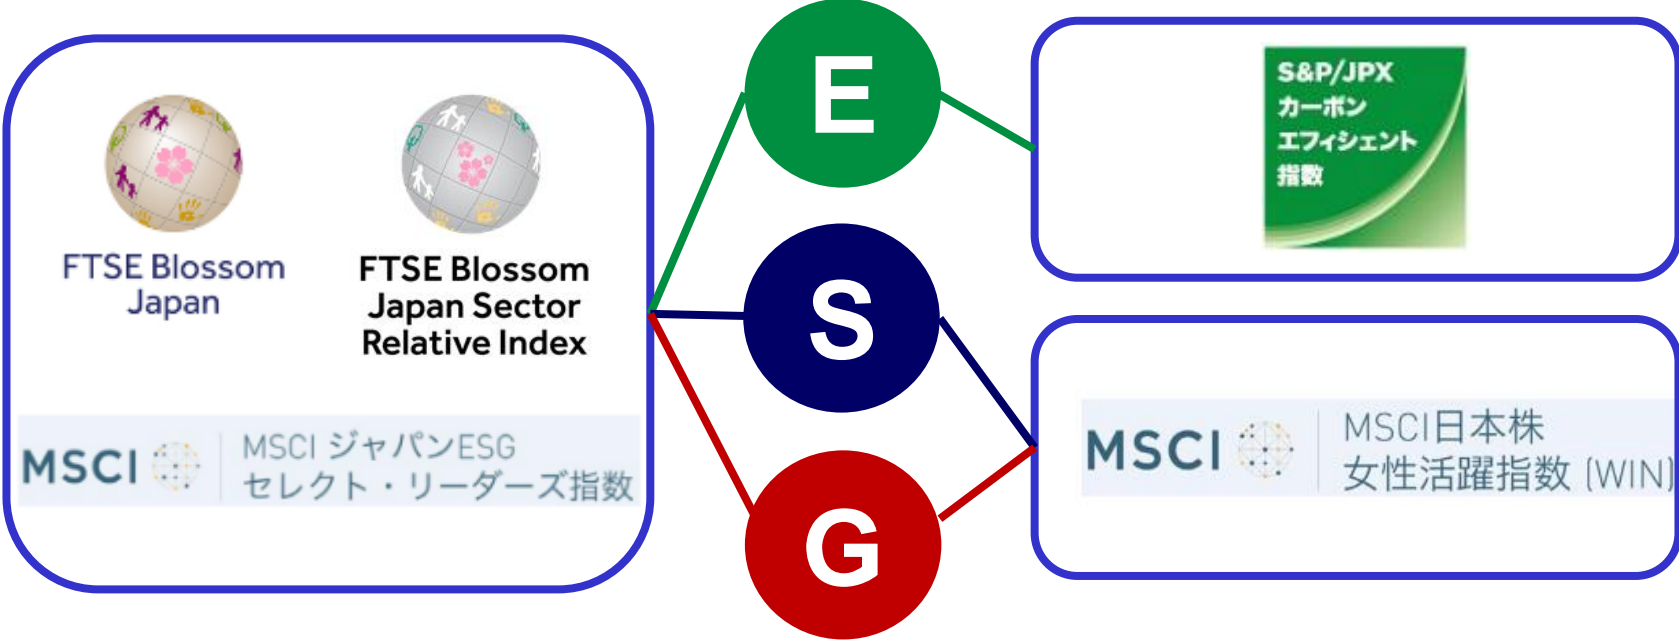 FTSE Blossom
Japan
FTSE Blossom
Japan Sector
Relative Index
MSCI
MSCI ジャパンESG
セレクト・リーダーズ指数
E
S
G
S&P/JPX
カーボン
エフィシェント
指数
MSCI
MSCI日本株
女性活躍指数 (WIN)